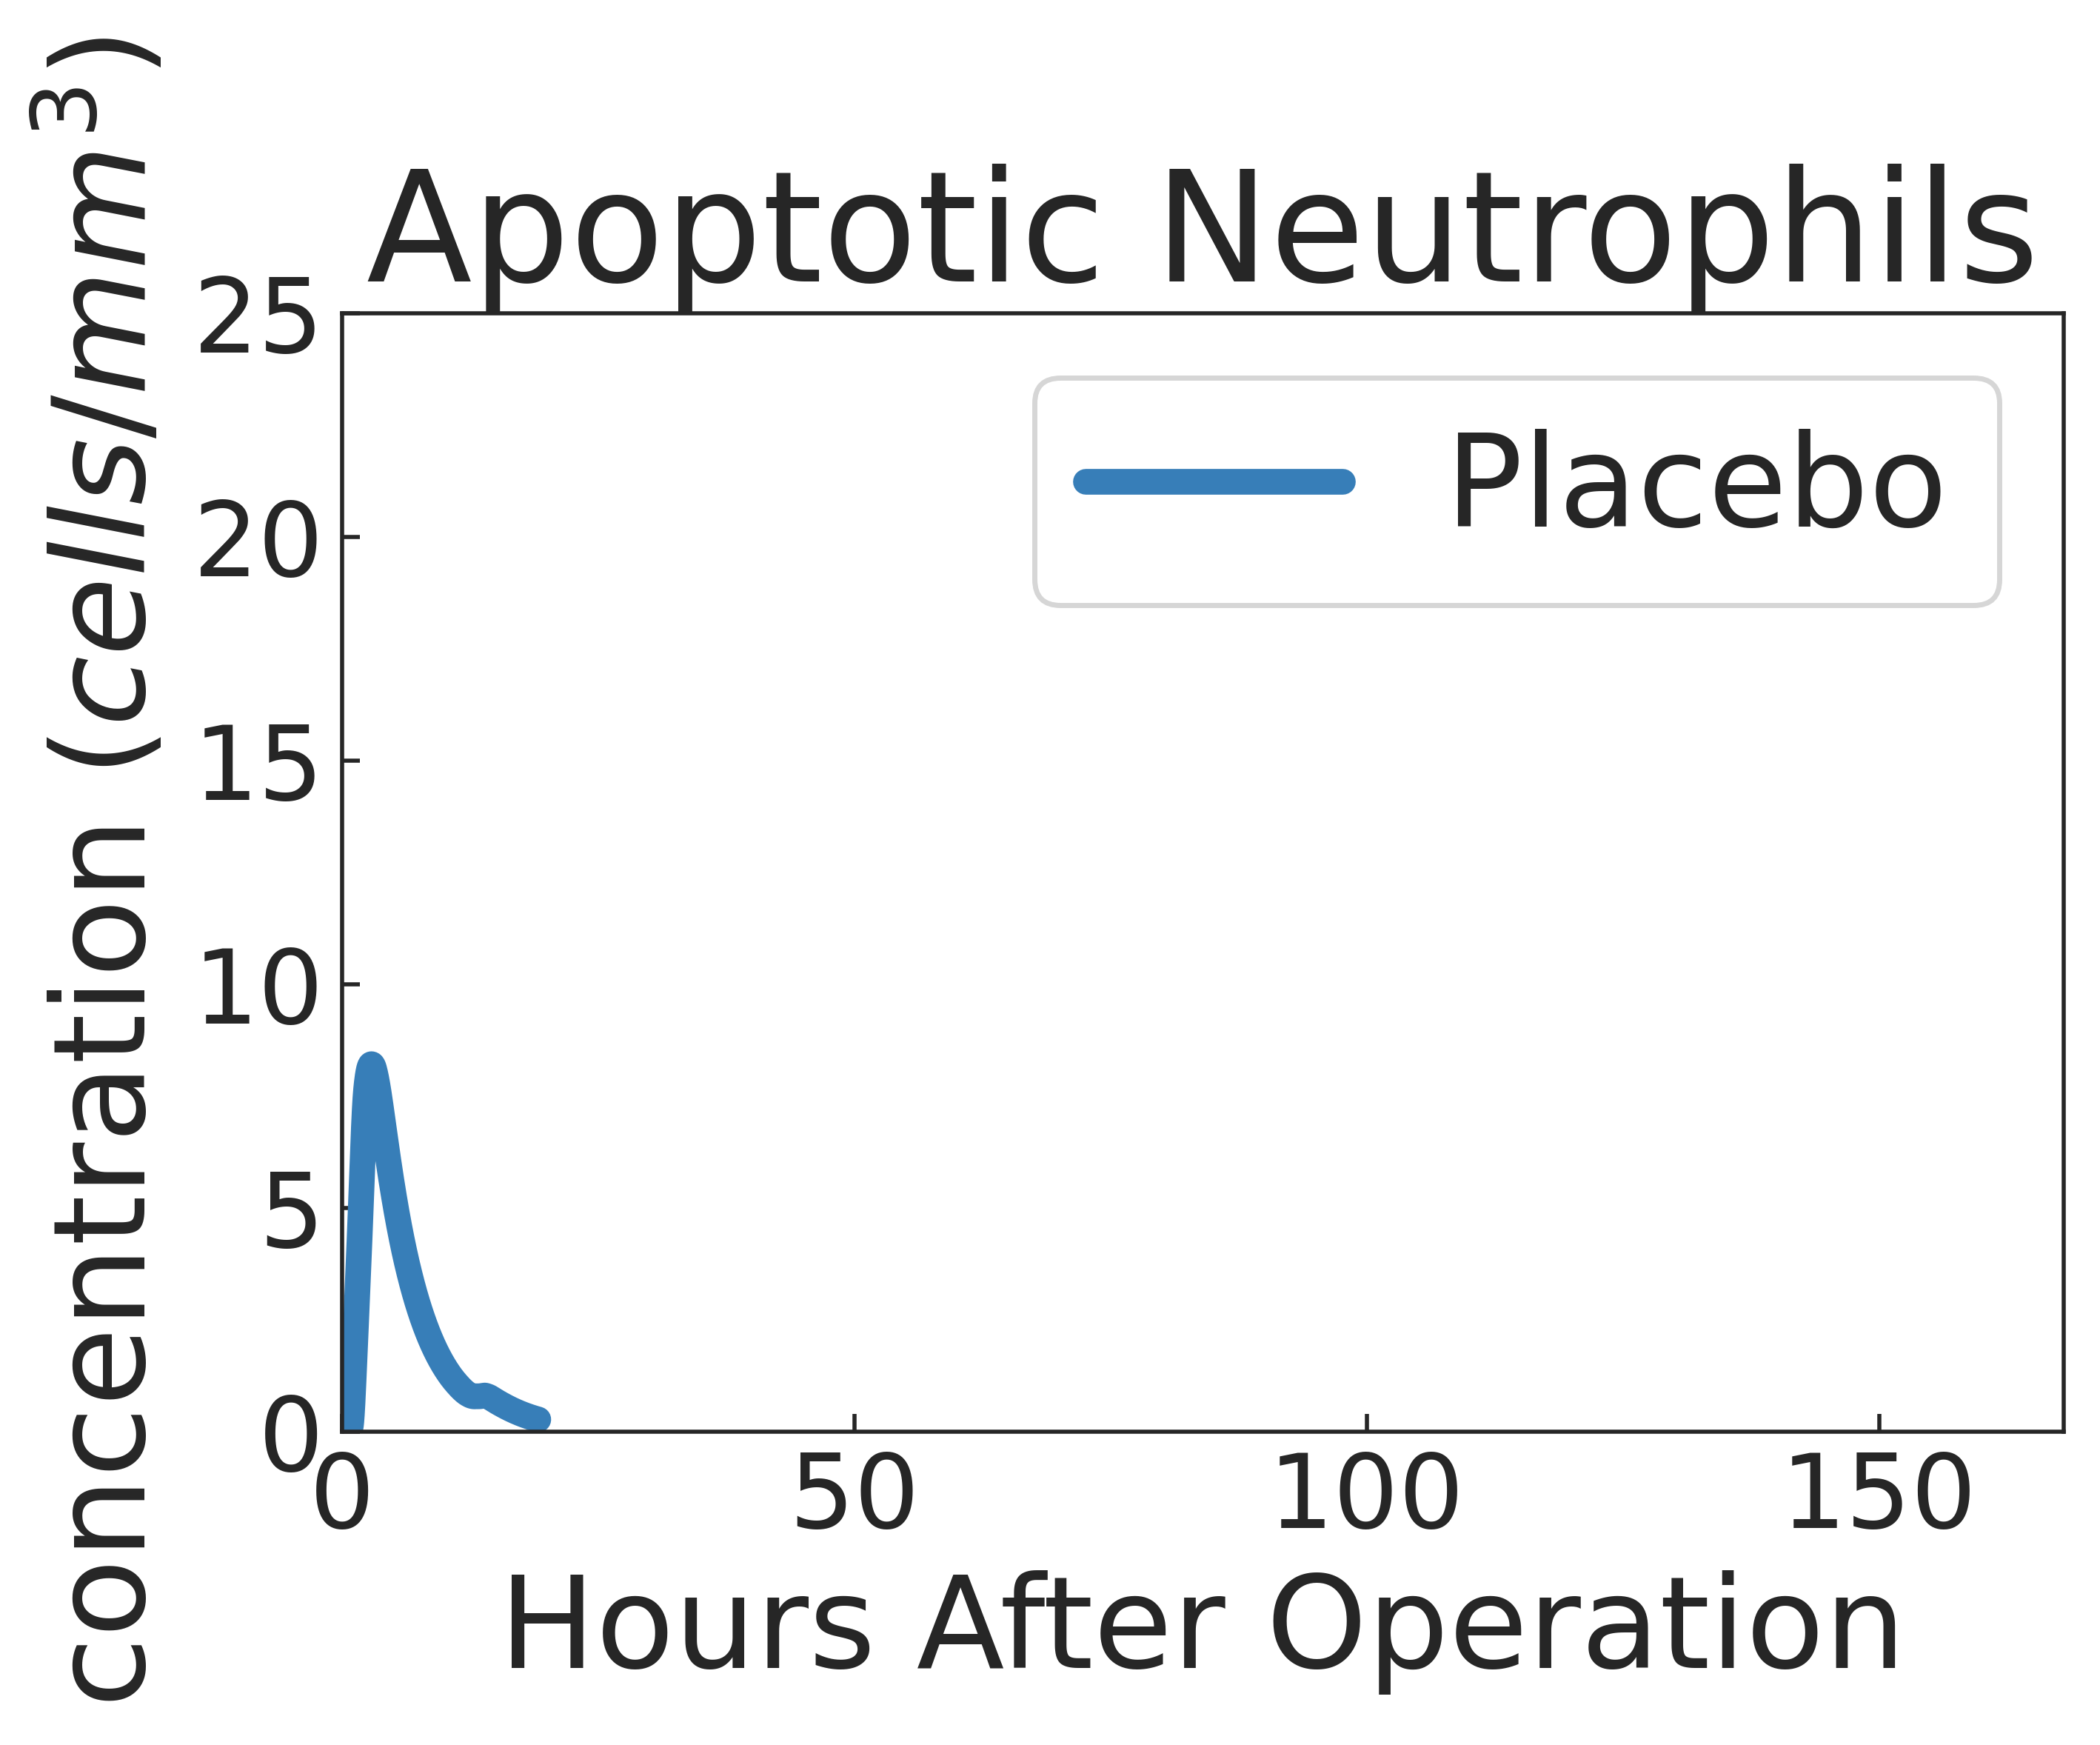 Apoptotic Neutrophils
concentration (cells/mm³)
25
20
15
10
5
0
Placebo
0 50 100 150
Hours After Operation